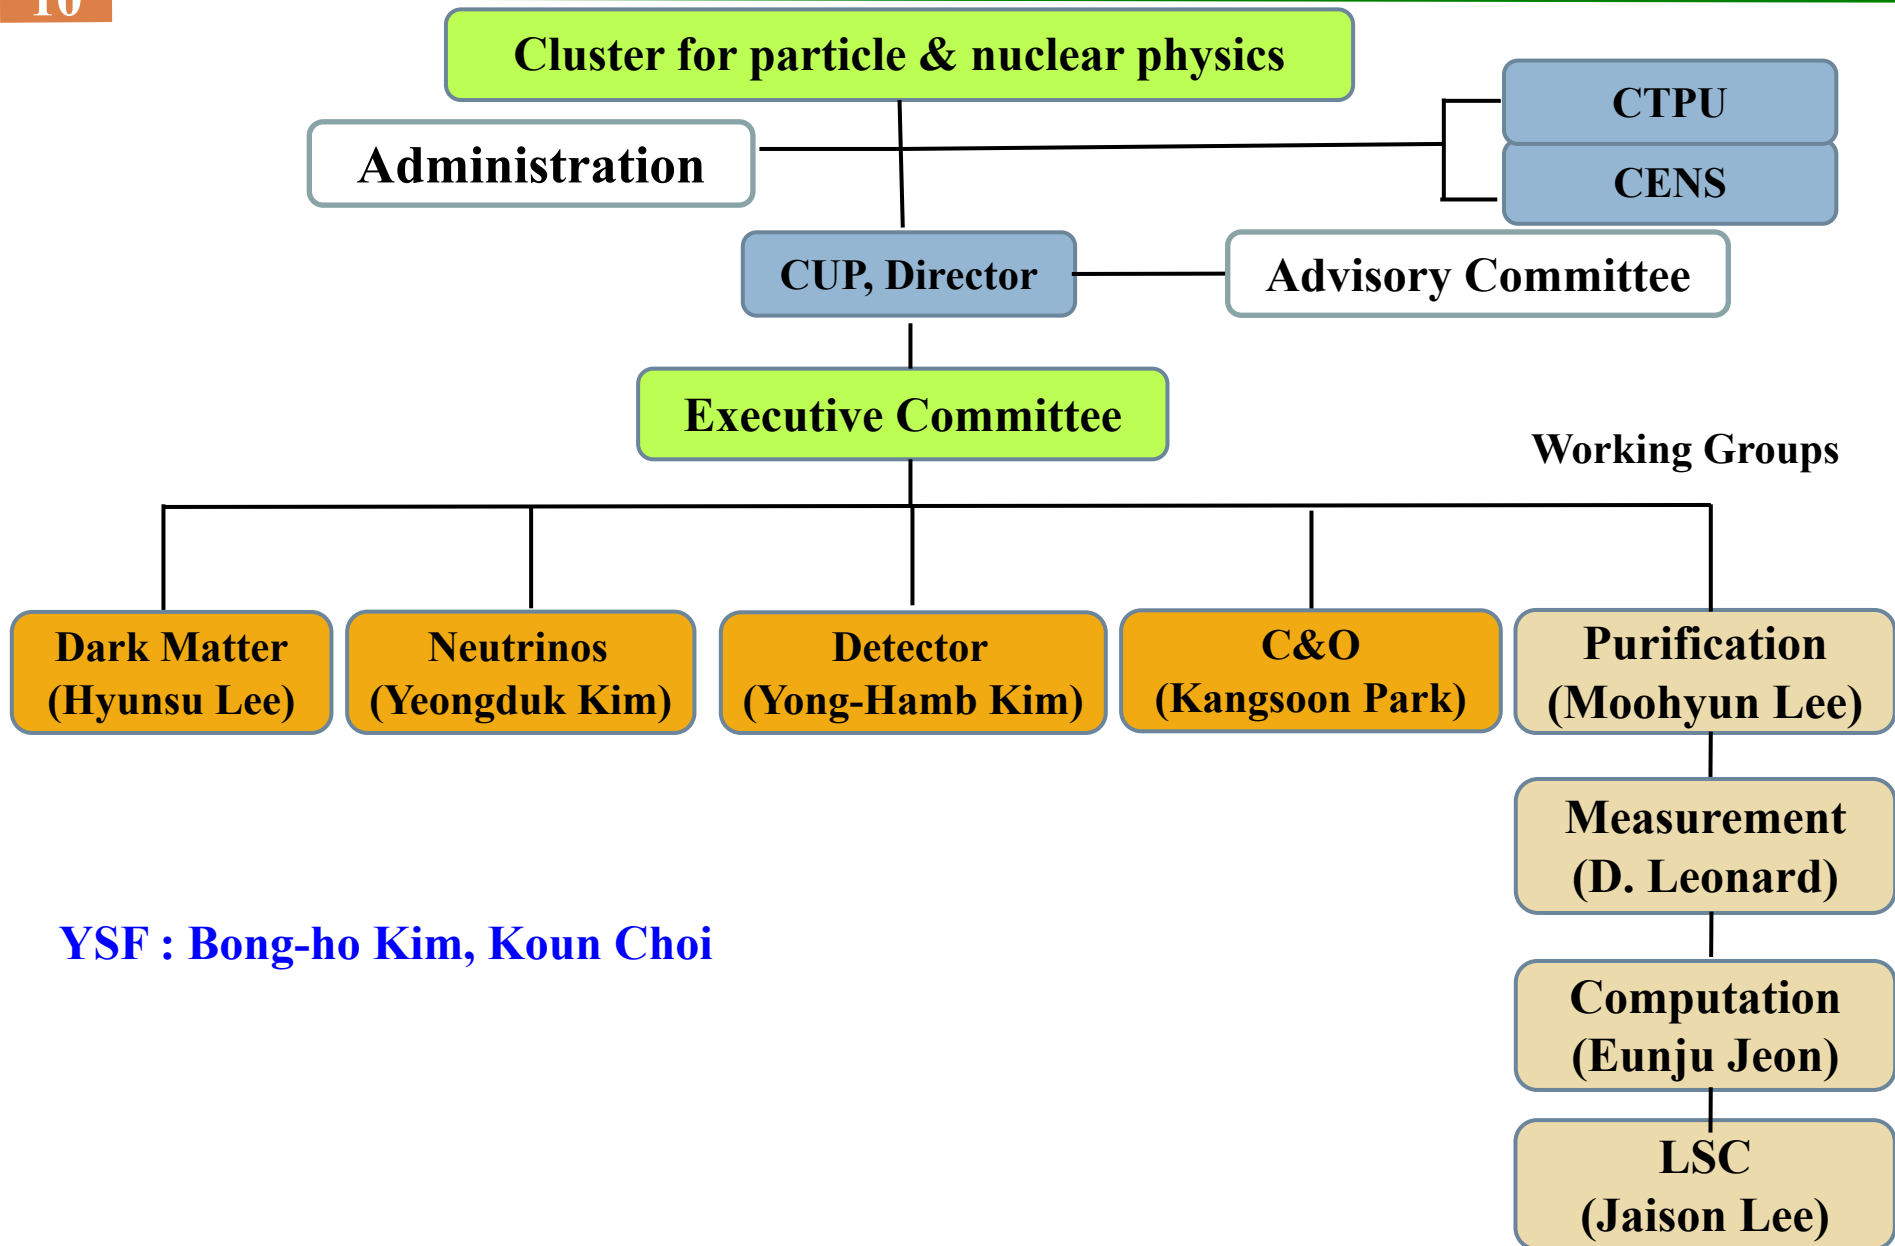 10
Cluster for particle & nuclear physics
CTPU
Administration
CENS
CUP, Director
Advisory Committee
Executive Committee
Working Groups
Dark Matter
(Hyunsu Lee)
Neutrinos
(Yeongduk Kim)
Detector
(Yong-Hamb Kim)
C&O
(Kangsoon Park)
Purification
(Moohyun Lee)
Measurement
(D. Leonard)
YSF : Bong-ho Kim, Koun Choi
Computation
(Eunju Jeon)
LSC
(Jaison Lee)